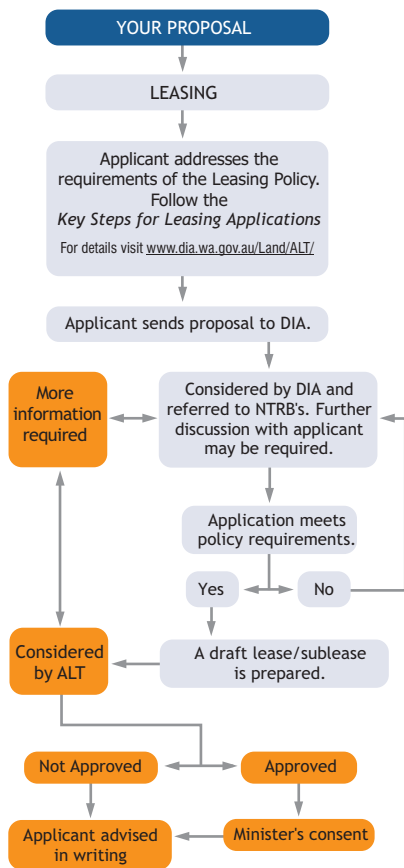 YOUR PROPOSAL
LEASING
Applicant addresses the
requirements of the Leasing Policy.
Follow the
Key Steps for Leasing Applications
For details visit www.dia.wa.gov.au/Land/ALT/
Applicant sends proposal to DIA.
More
information
required
Considered by DIA and
referred to NTRB's. Further
discussion with applicant
may be required.
Application meets
policy requirements.
Yes
No
Considered
by ALT
A draft lease/sublease
is prepared.
Not Approved
Approved
Applicant advised
in writing
Minister's consent